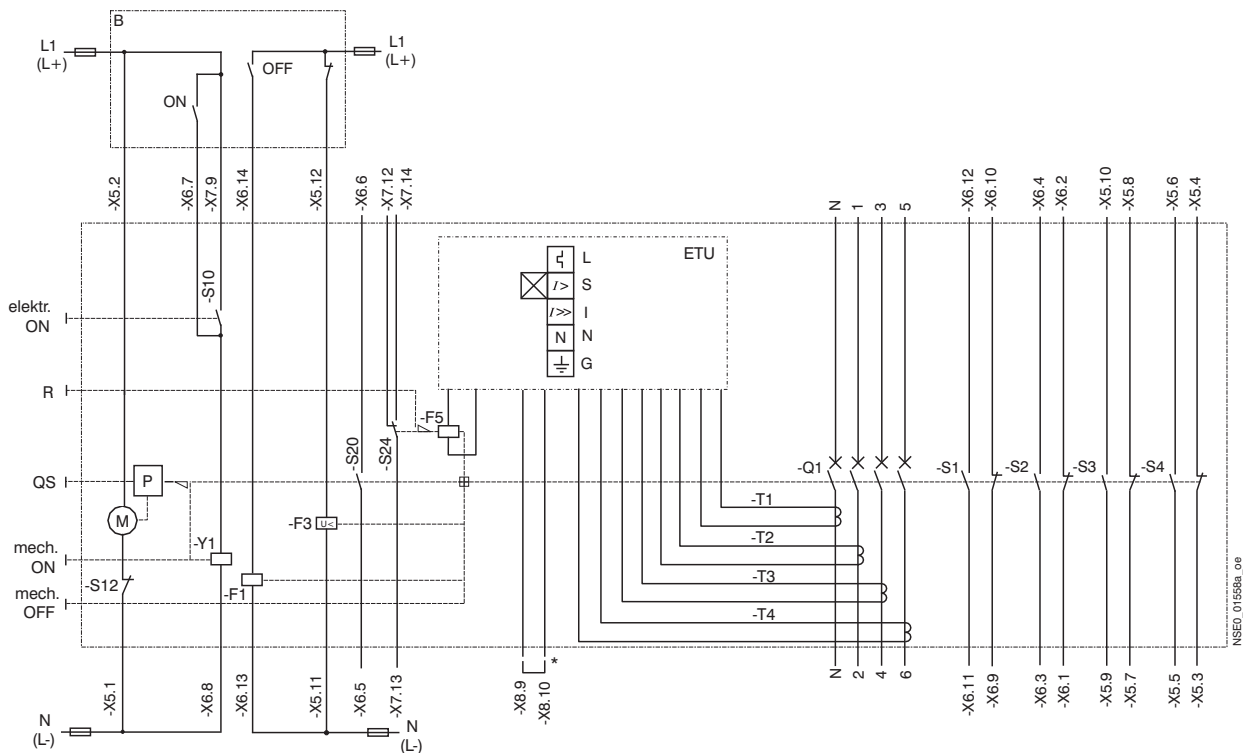 B
L1
(L+)
L1
(L+)
OFF
ON
-X5.2
-X6.7
-X7.9
-X6.14
-X5.12
-X6.6
-X7.12
-X7.14
N
1
3
5
-X6.12
-X6.10
-X6.4
-X6.2
-X5.10
-X5.8
-X5.6
-X5.4
ETU
L
I> S
I>> I
N N
G
-S10
elektr.
ON
R
-F5
-S20
-S24
QS
P
-Q1
-S1
-S2
-S3
-S4
M
-F3
U<
-T1
-T2
-T3
-T4
mech.
ON
-Y1
-S12
-F1
mech.
OFF
NSE0_01558a_oe
*
-X5.1
-X6.8
-X6.13
-X5.11
-X6.5
-X7.13
-X8.9
-X8.10
N
2
4
6
-X6.11
-X6.9
-X6.3
-X6.1
-X5.9
-X5.7
-X5.5
-X5.3
N
(L-)
N
(L-)